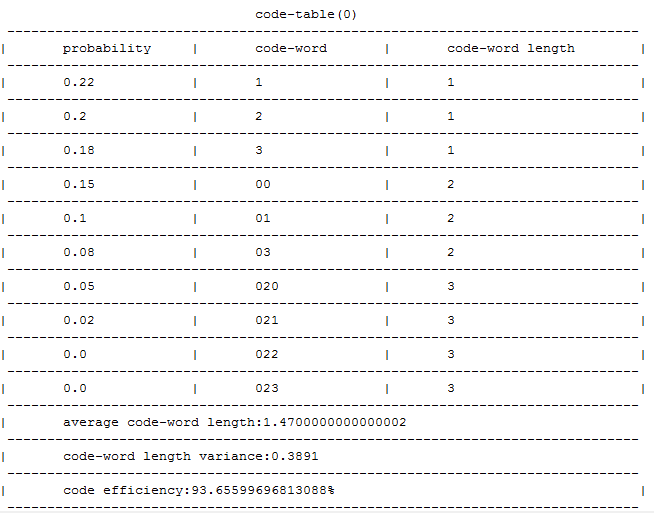 code-table(0)
probability | code-word | code-word length
0.22 | 1 | 1
0.2 | 2 | 1
0.18 | 3 | 1
0.15 | 00 | 2
0.1 | 01 | 2
0.08 | 03 | 2
0.05 | 020 | 3
0.02 | 021 | 3
0.0 | 022 | 3
0.0 | 023 | 3
average code-word length:1.4700000000000002
code-word length variance:0.3891
code efficiency:93.65599696813088%